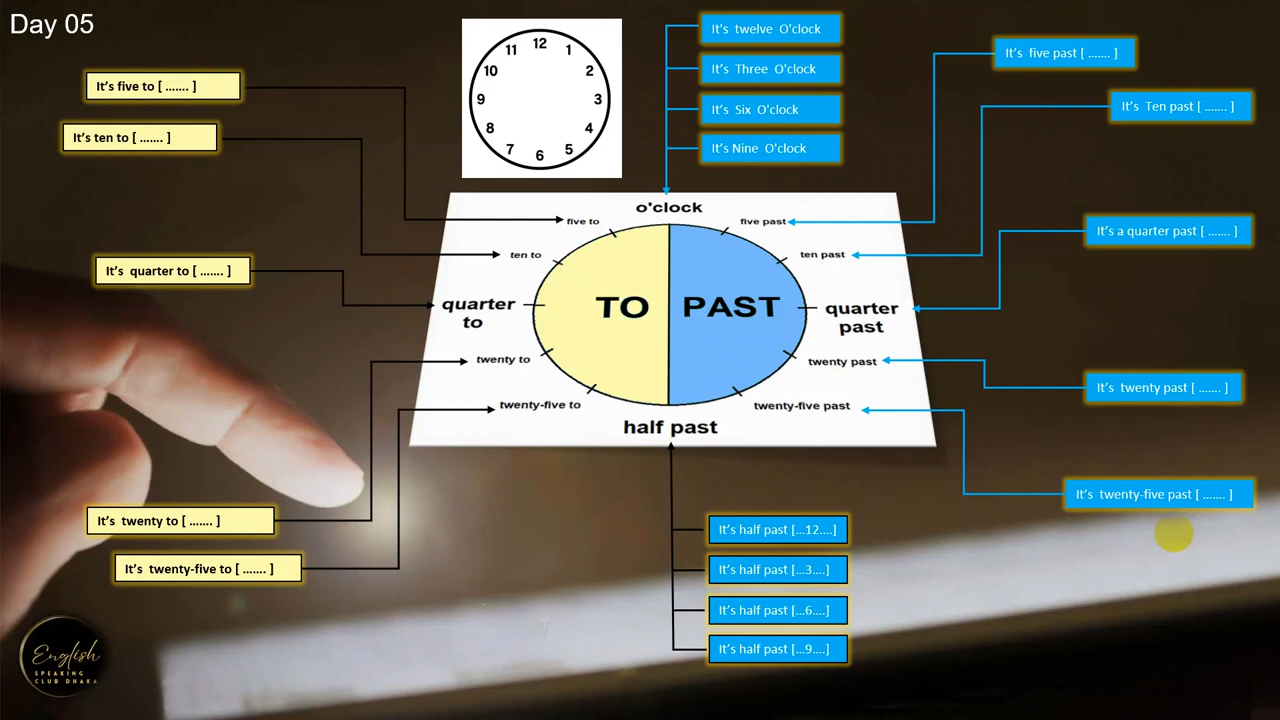 Day 05
12
11
1
10
2
9
3
8
4
7
5
6
It's twelve O'clock
It's Three O'clock
It's Six O'clock
It's Nine O'clock
It's five to [ ....... ]
It's ten to [ ....... ]
It's quarter to [ ....... ]
It's twenty to [ ....... ]
It's twenty-five to [ ....... ]
It's five past [ ....... ]
It's Ten past [ ....... ]
It's a quarter past [ ....... ]
It's twenty past [ ....... ]
It's twenty-five past [ ....... ]
o'clock
five to
five past
ten to
ten past
quarter
to
TO
PAST
quarter
past
twenty to
twenty past
twenty-five to
twenty-five past
half past
It's half past [...12....]
It's half past [...3....]
It's half past [...6....]
It's half past [...9....]
English
SPEAKING
CLUB DHAKA